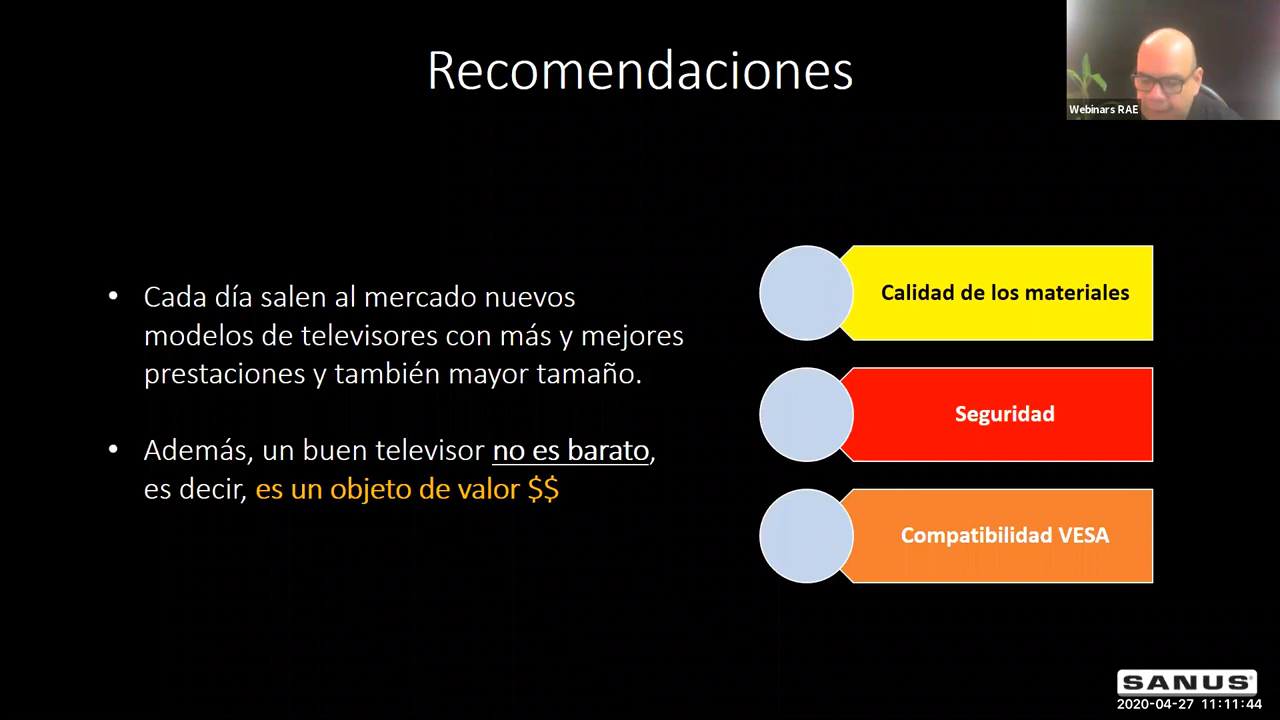 Recomendaciones
Webinars RAE
• Cada día salen al mercado nuevos
modelos de televisores con más y mejores
prestaciones y también mayor tamaño.
• Además, un buen televisor no es barato,
es decir, es un objeto de valor $$
Calidad de los materiales
Seguridad
Compatibilidad VESA
SANUS
2020-04-27 11:11:44